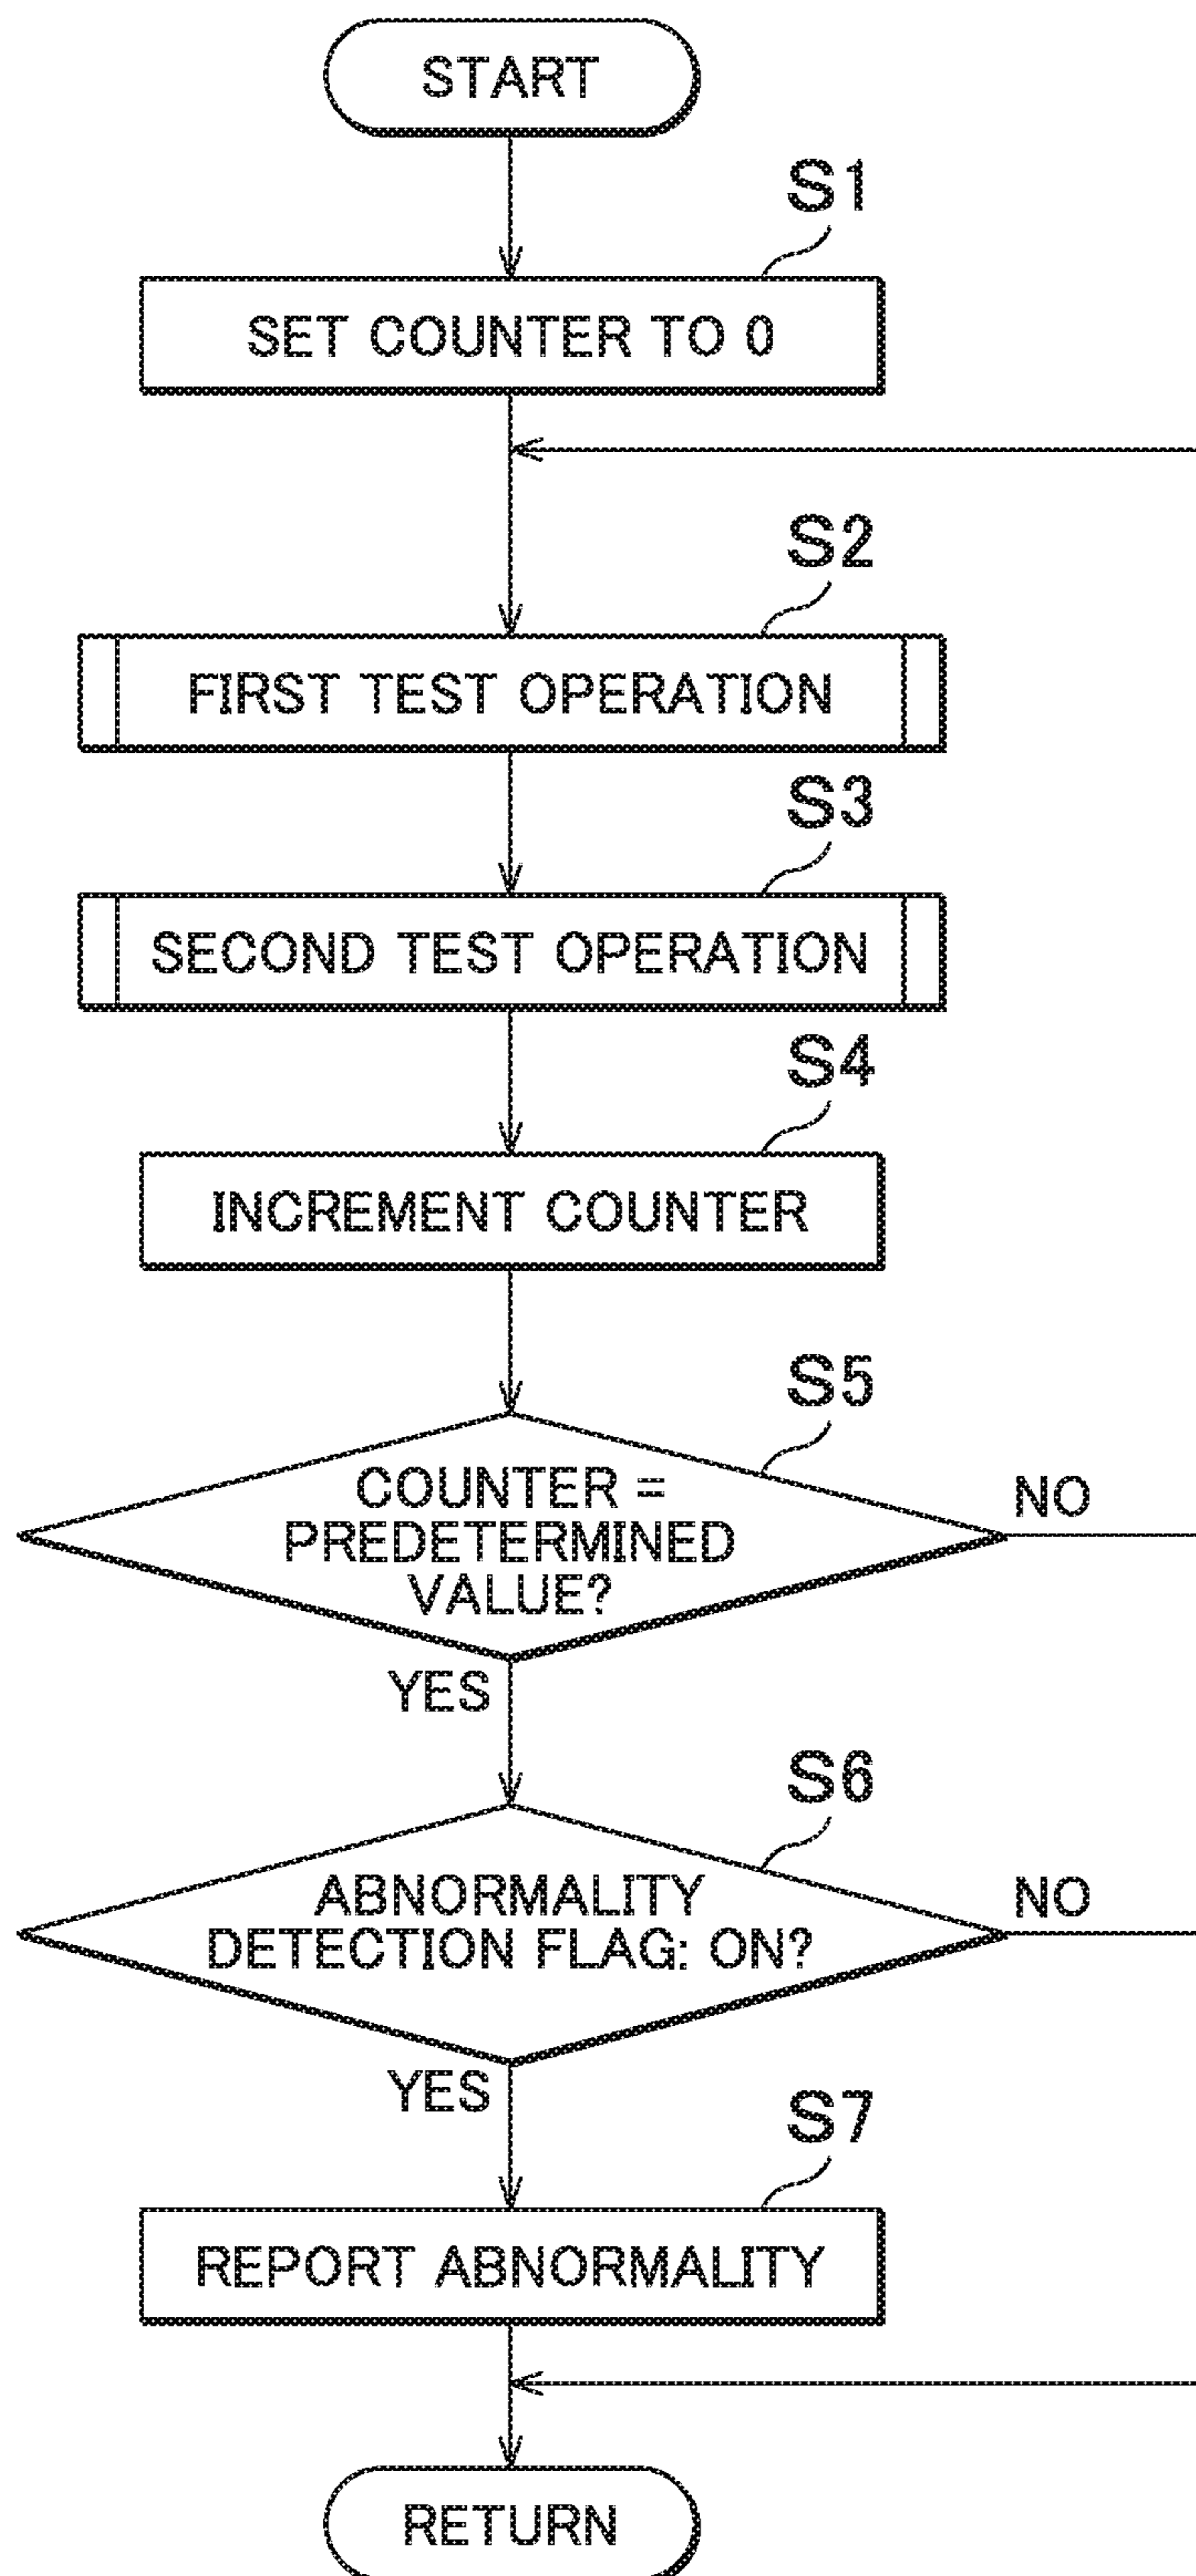 START
S1
SET COUNTER TO 0
S2
FIRST TEST OPERATION
S3
SECOND TEST OPERATION
S4
INCREMENT COUNTER
S5
COUNTER =
PREDETERMINED
VALUE?
NO
YES
S6
ABNORMALITY
DETECTION FLAG: ON?
NO
YES
S7
REPORT ABNORMALITY
RETURN